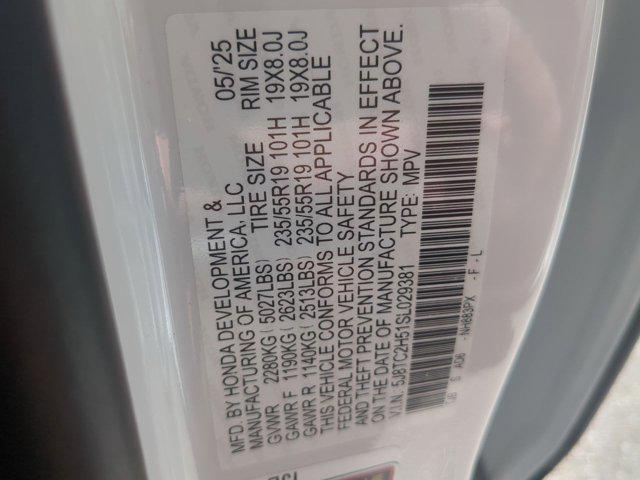 MFD. BY HONDA DEVELOPMENT & 05/'25
MANUFACTURING OF AMERICA, LLC
TIRE SIZE RIM SIZE
GVWR 2280KG(5027LBS)
GAWR F 1190KG(2623LBS) 235/55R19 101H 19X8.0J
GAWR R 1140KG(2513LBS) 235/55R19 101H 19X8.0J
THIS VEHICLE CONFORMS TO ALL APPLICABLE
FEDERAL MOTOR VEHICLE SAFETY
AND THEFT PREVENTION STANDARDS IN EFFECT
ON THE DATE OF MANUFACTURE SHOWN ABOVE.
V.I.N. 5J8TC2H51SL029381 TYPE: MPV
S AD6 -NH883PX -F -L